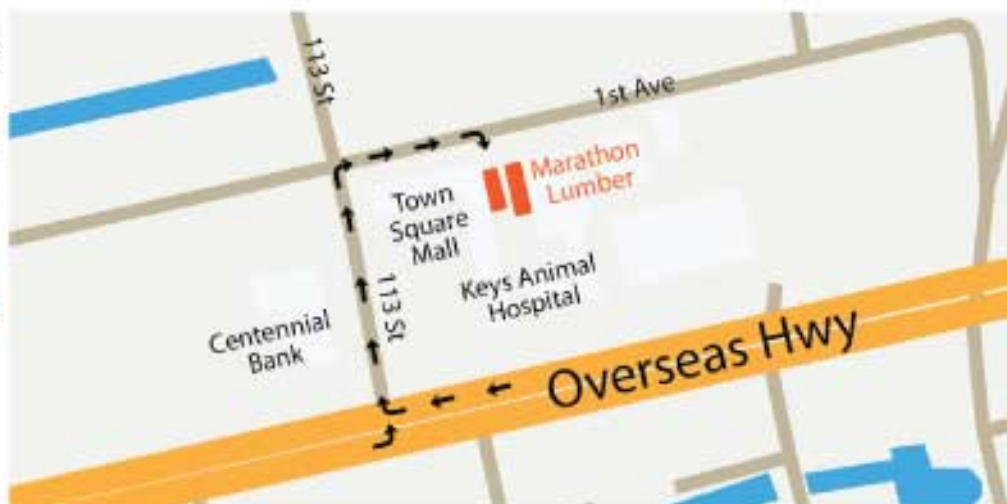 113 St
1st Ave
Marathon
Lumber
Town
Square
Mall
Keys Animal
Hospital
113 St
Centennial
Bank
Overseas Hwy